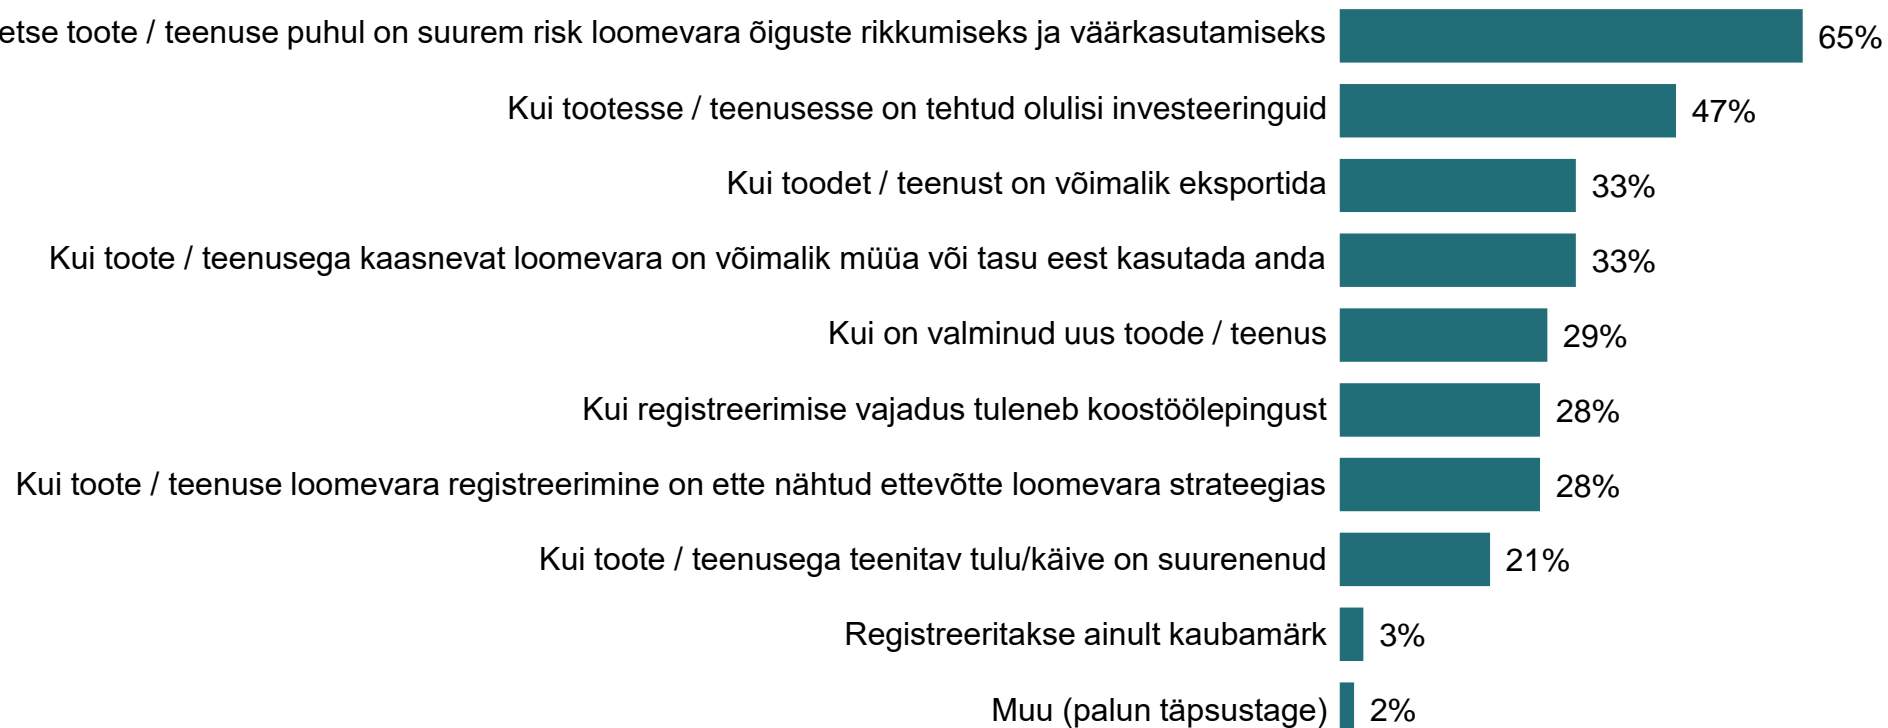 toote / teenuse puhul on suurem risk loomevara õiguste rikkumiseks ja väärkasutamiseks 65%
Kui tootesse / teenusesse on tehtud olulisi investeeringuid 47%
Kui toodet / teenust on võimalik eksportida 33%
Kui toote / teenusega kaasnevat loomevara on võimalik müüa või tasu eest kasutada anda 33%
Kui on valminud uus toode / teenus 29%
Kui registreerimise vajadus tuleneb koostöölepingust 28%
Kui toote / teenuse loomevara registreerimine on ette nähtud ettevõtte loomevara strateegias 28%
Kui toote / teenusega teenitav tulu/käive on suurenenud 21%
Registreeritakse ainult kaubamärk 3%
Muu (palun täpsustage) 2%